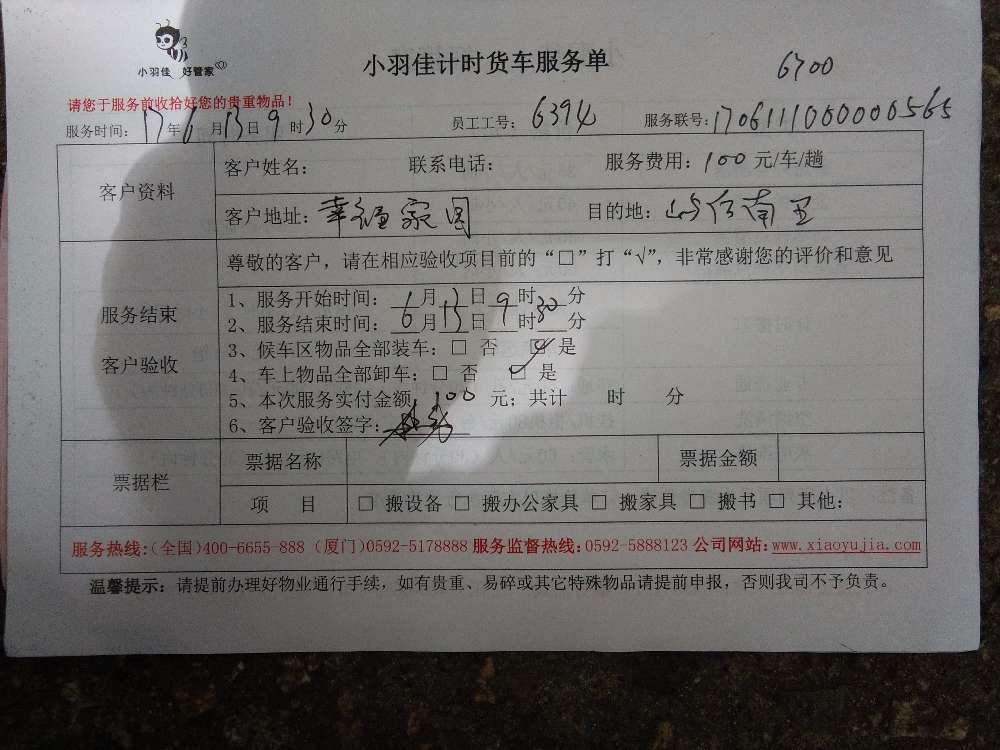 小羽佳 好管家
小羽佳计时货车服务单
6700
请您于服务前收拾好您的贵重物品！
服务时间：17年6月13日9时30分 员工工号：6394 服务联号：170611100000565
客户资料
客户姓名： 联系电话： 服务费用：100元/车/趟
客户地址：幸福家园 目的地：南里
尊敬的客户，请在相应验收项目前的“□”打“√”，非常感谢您的评价和意见
服务结束
客户验收
1、服务开始时间：6月13日9时30分
2、服务结束时间：6月13日 时 分
3、候车区物品全部装车：□ 否 ☑ 是
4、车上物品全部卸车：□ 否 ☑ 是
5、本次服务实付金额 100 元；共计 时 分
6、客户验收签字：
票据栏
票据名称 票据金额
项 目 □ 搬设备 □ 搬办公家具 □ 搬家具 □ 搬书 □ 其他：
服务热线：（全国）400-6655-888（厦门）0592-5178888 服务监督热线：0592-5888123 公司网站：www.xiaoyujia.com
温馨提示：请提前办理好物业通行手续，如有贵重、易碎或其它特殊物品请提前申报，否则我司不予负责。